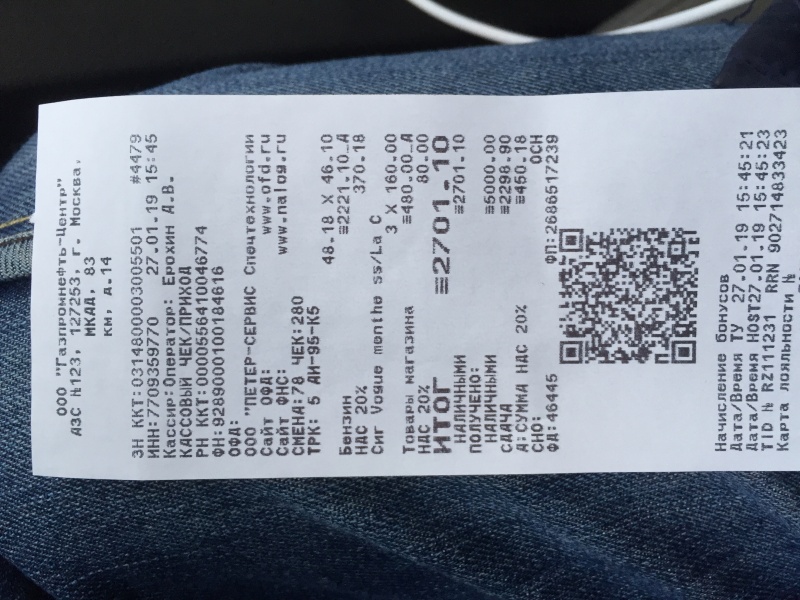 ООО "Газпромнефть-Центр"
АЗС №123, 127253, г. Москва,
МКАД, 83
км, д.14
#4479
ЗН ККТ:03148000003005501
ИНН:7709359770 27.01.19 15:45
Кассир:Оператор: Ерохин А.В.
КАССОВЫЙ ЧЕК/ПРИХОД
РН ККТ:0000556410046774
ФН:9289000100184616
ОФД:
ООО "ПЕТЕР-СЕРВИС Спецтехнологии
Сайт ОФД: www.ofd.ru
Сайт ФНС: www.nalog.ru
СМЕНА:78 ЧЕК:280
ТРК: 5 АИ-95-К5
48.18 X 46.10
Бензин ≡2221.10_А
НДС 20% 370.18
Сиг Vogue menthe ss/La C
3 X 160.00
Товары магазина ≡480.00_А
НДС 20% 80.00
ИТОГ ≡2701.10
НАЛИЧНЫМИ ≡2701.10
ПОЛУЧЕНО:
НАЛИЧНЫМИ ≡5000.00
СДАЧА ≡2298.90
А:СУММА НДС 20% ≡450.18
СНО: ОСН
ФД:46445 ФП:2686517239
Начисление бонусов
Дата/Время ТУ 27.01.19 15:45:21
Дата/Время HOST27.01.19 15:45:23
TID № RZ111231 RRN 902714833423
Карта лояльности №